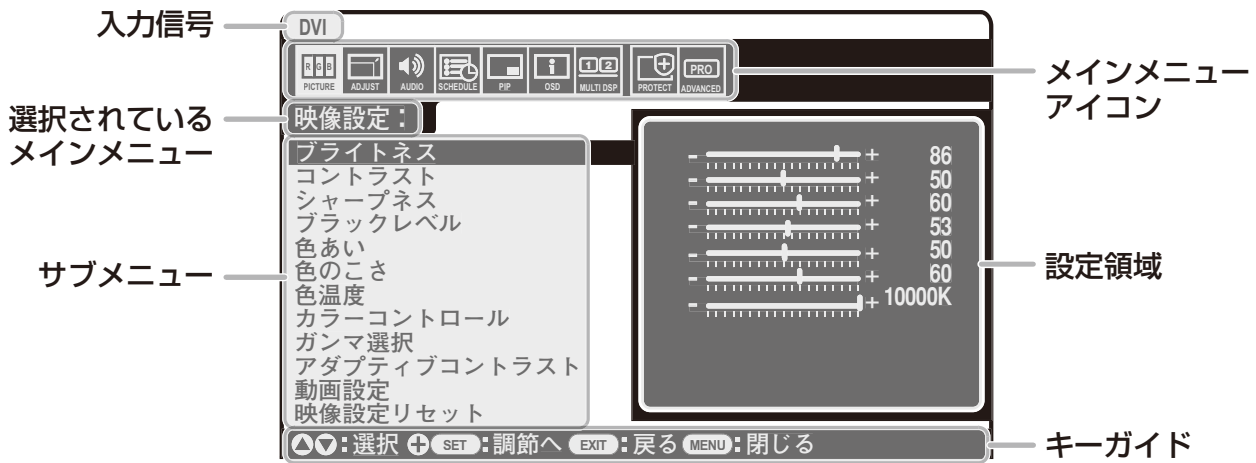 入力信号
DVI
R G B
PICTURE
ADJUST
AUDIO
SCHEDULE
PIP
OSD
1 2
MULTI DSP
PROTECT
PRO
ADVANCED
メインメニュー
アイコン
選択されている
メインメニュー
映像設定：
ブライトネス
コントラスト
シャープネス
ブラックレベル
色あい
色のこさ
色温度
カラーコントロール
ガンマ選択
アダプティブコントラスト
動画設定
映像設定リセット
サブメニュー
- + 86
- + 50
- + 60
- + 53
- + 50
- + 60
- + 10000K
設定領域
：選択 SET：調節へ EXIT：戻る MENU：閉じる
キーガイド